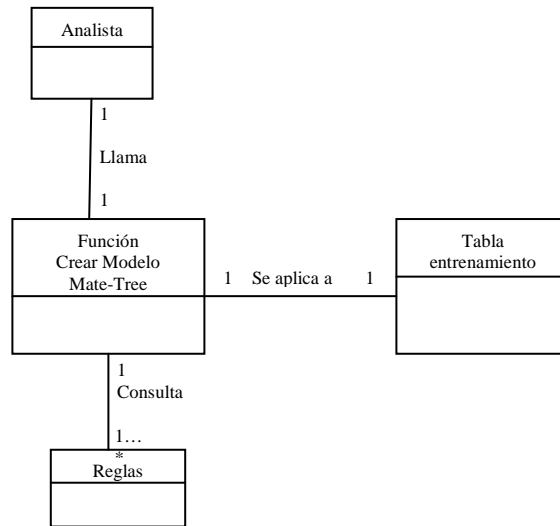 Analista
1
Llama
1
Función
Crear Modelo
Mate-Tree
1 Se aplica a 1
Tabla
entrenamiento
1
Consulta
1…
*
Reglas